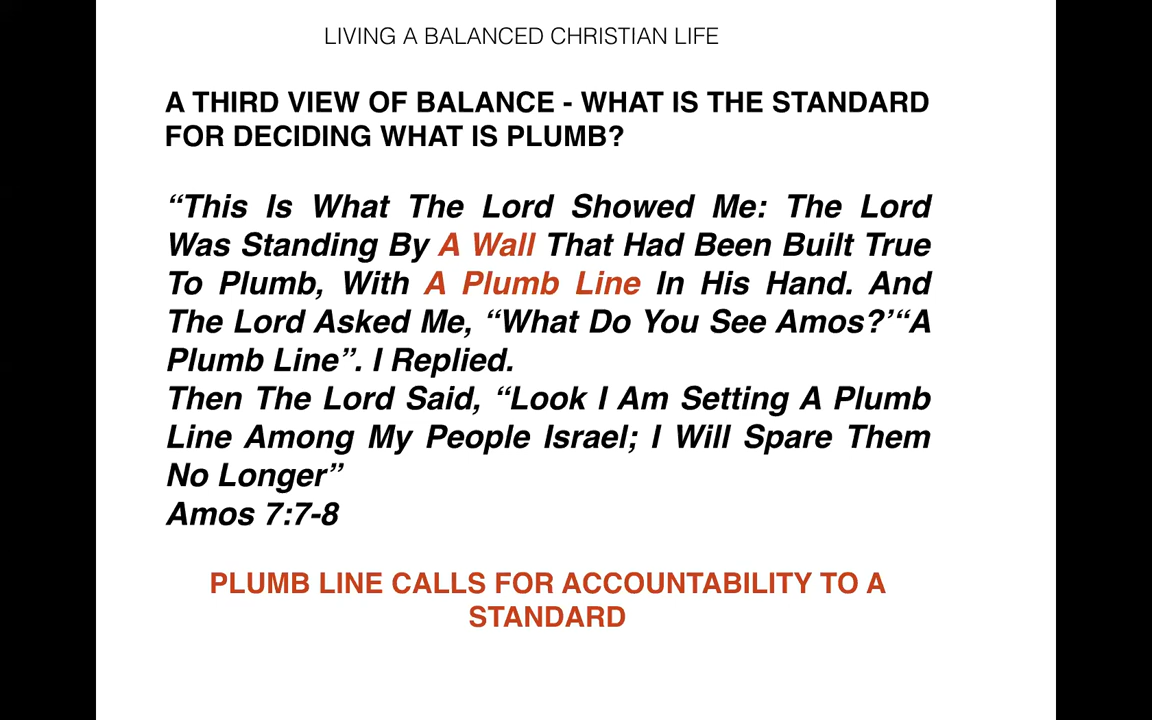 LIVING A BALANCED CHRISTIAN LIFE
A THIRD VIEW OF BALANCE - WHAT IS THE STANDARD
FOR DECIDING WHAT IS PLUMB?
“This Is What The Lord Showed Me: The Lord
Was Standing By A Wall That Had Been Built True
To Plumb, With A Plumb Line In His Hand. And
The Lord Asked Me, “What Do You See Amos?’“A
Plumb Line”. I Replied.
Then The Lord Said, “Look I Am Setting A Plumb
Line Among My People Israel; I Will Spare Them
No Longer”
Amos 7:7-8
PLUMB LINE CALLS FOR ACCOUNTABILITY TO A
STANDARD